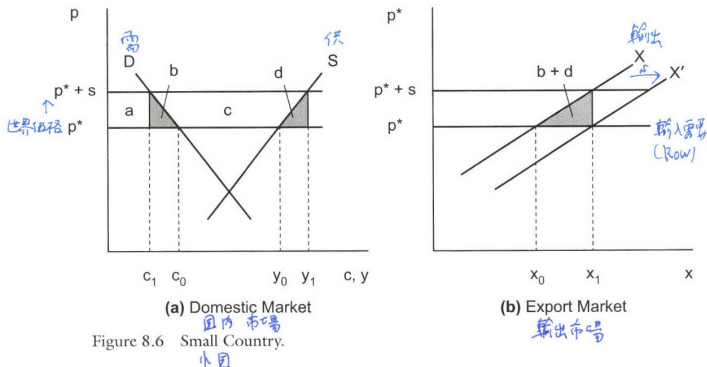 p
需
D
b
供
S
d
p* + s
a
c
↑
世界価格 p*
c₁ c₀ y₀ y₁ c, y
(a) Domestic Market
国内 市場
p*
輸出
X
s
X'
b + d
p* + s
p*
輸入需要
(Row)
x₀ x₁ x
(b) Export Market
輸出市場
Figure 8.6 Small Country.
小国